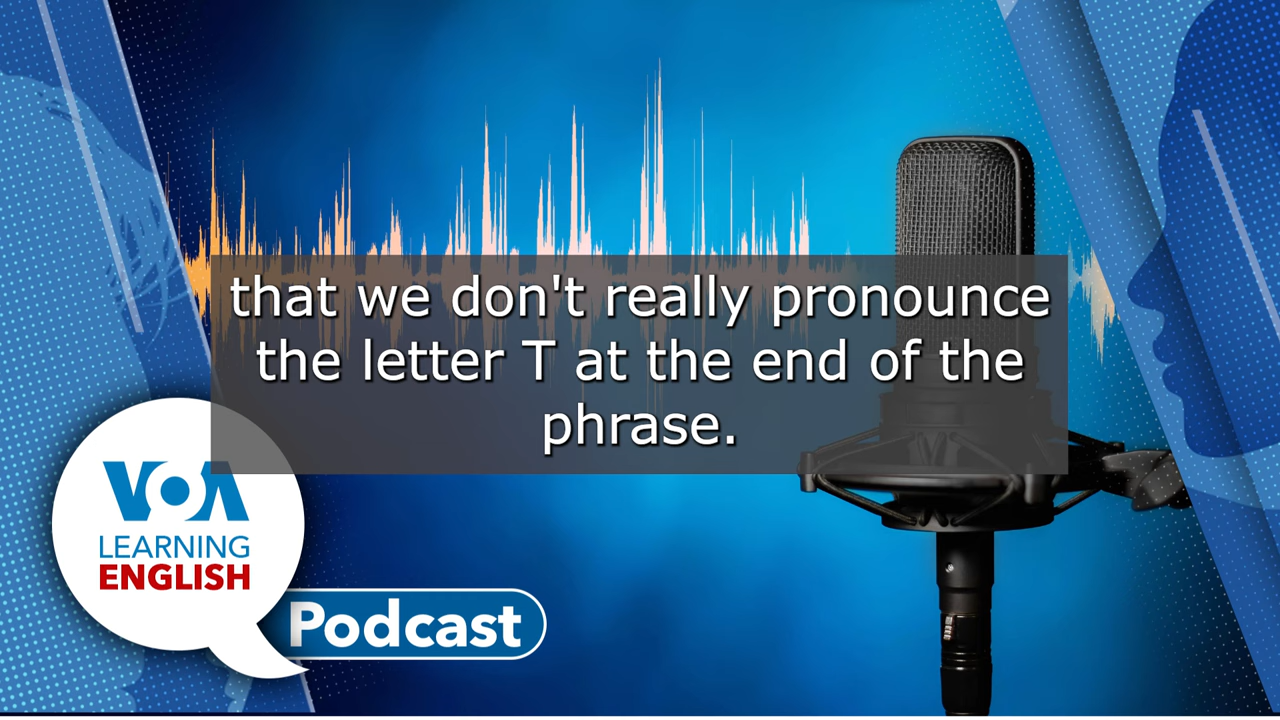 that we don't really pronounce
the letter T at the end of the
phrase.
VOA
LEARNING
ENGLISH
Podcast